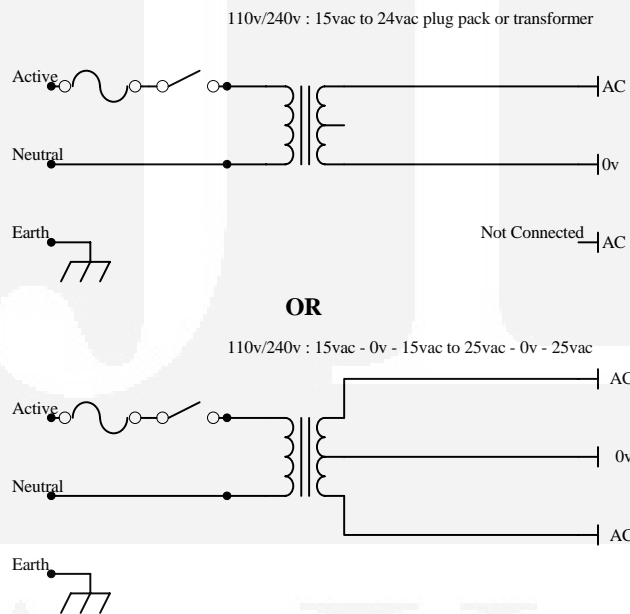 110v/240v : 15vac to 24vac plug pack or transformer
Active
AC
Neutral
0v
Earth
Not Connected
AC
OR
110v/240v : 15vac - 0v - 15vac to 25vac - 0v - 25vac
AC
Active
0v
Neutral
AC
Earth